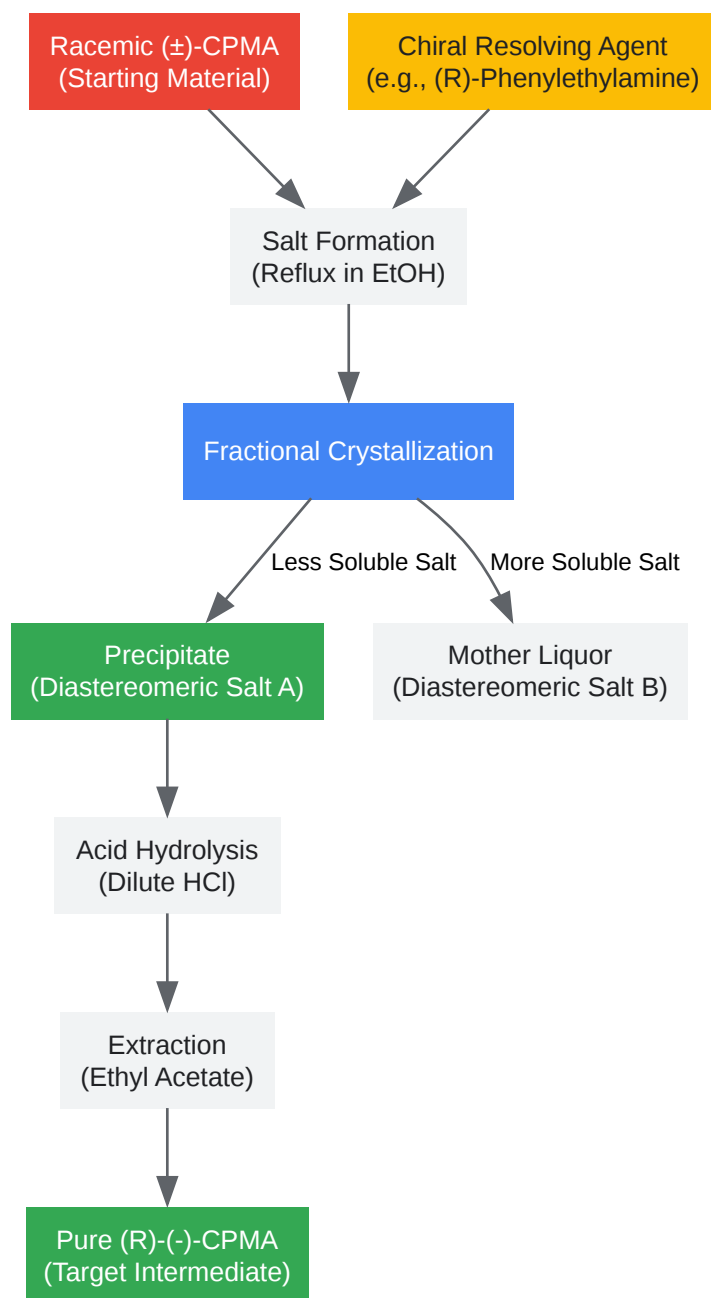 Racemic (±)-CPMA
(Starting Material)
Chiral Resolving Agent
(e.g., (R)-Phenylethylamine)
Salt Formation
(Reflux in EtOH)
Fractional Crystallization
Less Soluble Salt
More Soluble Salt
Precipitate
(Diastereomeric Salt A)
Mother Liquor
(Diastereomeric Salt B)
Acid Hydrolysis
(Dilute HCl)
Extraction
(Ethyl Acetate)
Pure (R)-(-)-CPMA
(Target Intermediate)